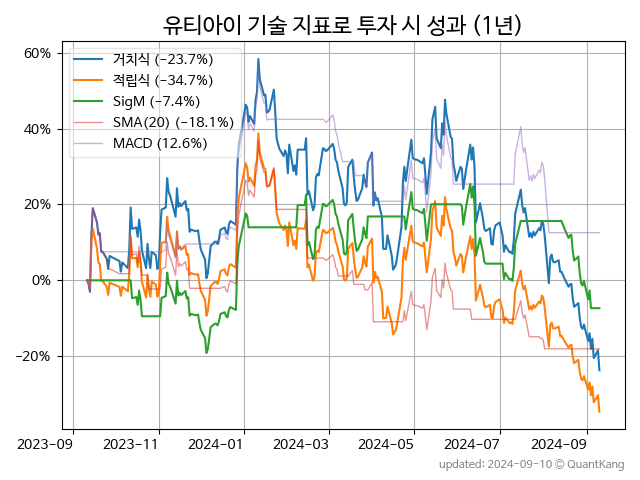 유티아이 기술 지표로 투자 시 성과 (1년)
거치식 (-23.7%)
적립식 (-34.7%)
SigM (-7.4%)
SMA(20) (-18.1%)
MACD (12.6%)
60%
40%
20%
0%
-20%
2023-09 2023-11 2024-01 2024-03 2024-05 2024-07 2024-09
updated: 2024-09-10 © QuantKang